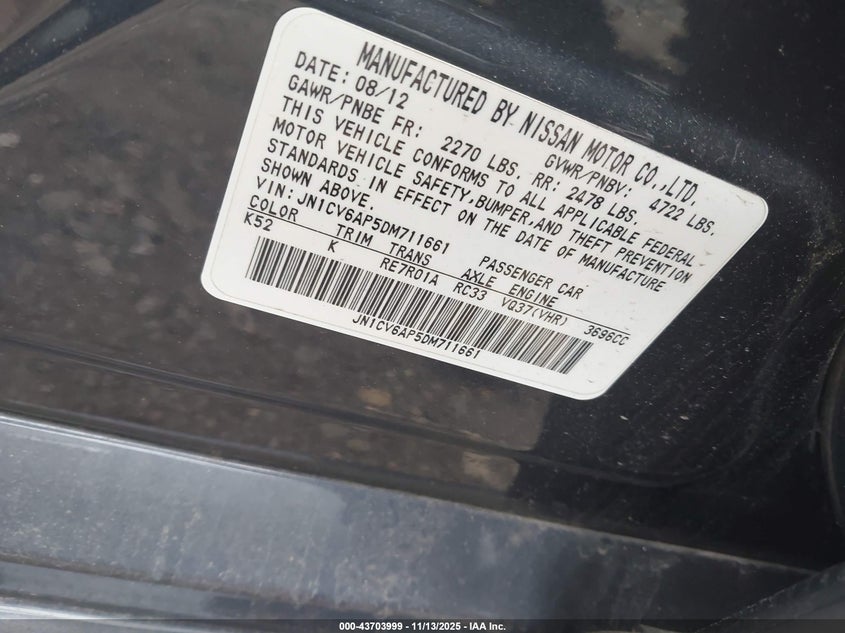 MANUFACTURED BY NISSAN MOTOR CO.,LTD.
DATE: 08/12 GVWR/PNBV: 4722 LBS.
GAWR/PNBE FR: 2270 LBS. RR: 2478 LBS.
THIS VEHICLE CONFORMS TO ALL APPLICABLE FEDERAL
MOTOR VEHICLE SAFETY,BUMPER,AND THEFT PREVENTION
STANDARDS IN EFFECT ON THE DATE OF MANUFACTURE
SHOWN ABOVE.
VIN: JN1CV6AP5DM711661 PASSENGER CAR
COLOR TRIM TRANS AXLE ENGINE
K52 K RE7R01A RC33 VQ37(VHR) 3696CC
JN1CV6AP5DM711661
000-43703999 - 11/13/2025 - IAA Inc.